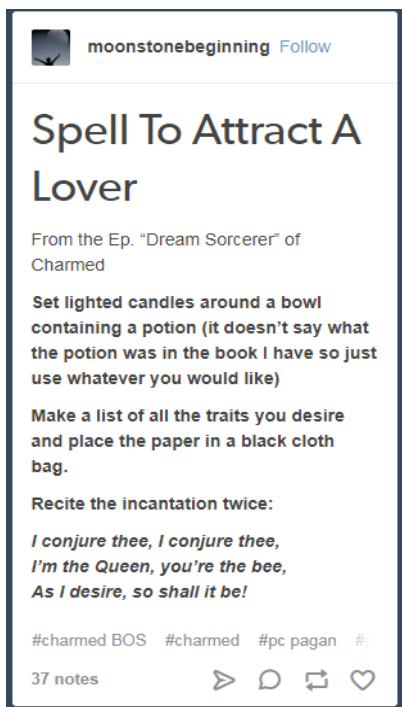 moonstonebeginning Follow
Spell To Attract A
Lover
From the Ep. “Dream Sorcerer” of
Charmed
Set lighted candles around a bowl
containing a potion (it doesn’t say what
the potion was in the book I have so just
use whatever you would like)
Make a list of all the traits you desire
and place the paper in a black cloth
bag.
Recite the incantation twice:
I conjure thee, I conjure thee,
I’m the Queen, you’re the bee,
As I desire, so shall it be!
#charmed BOS #charmed #pc pagan
37 notes